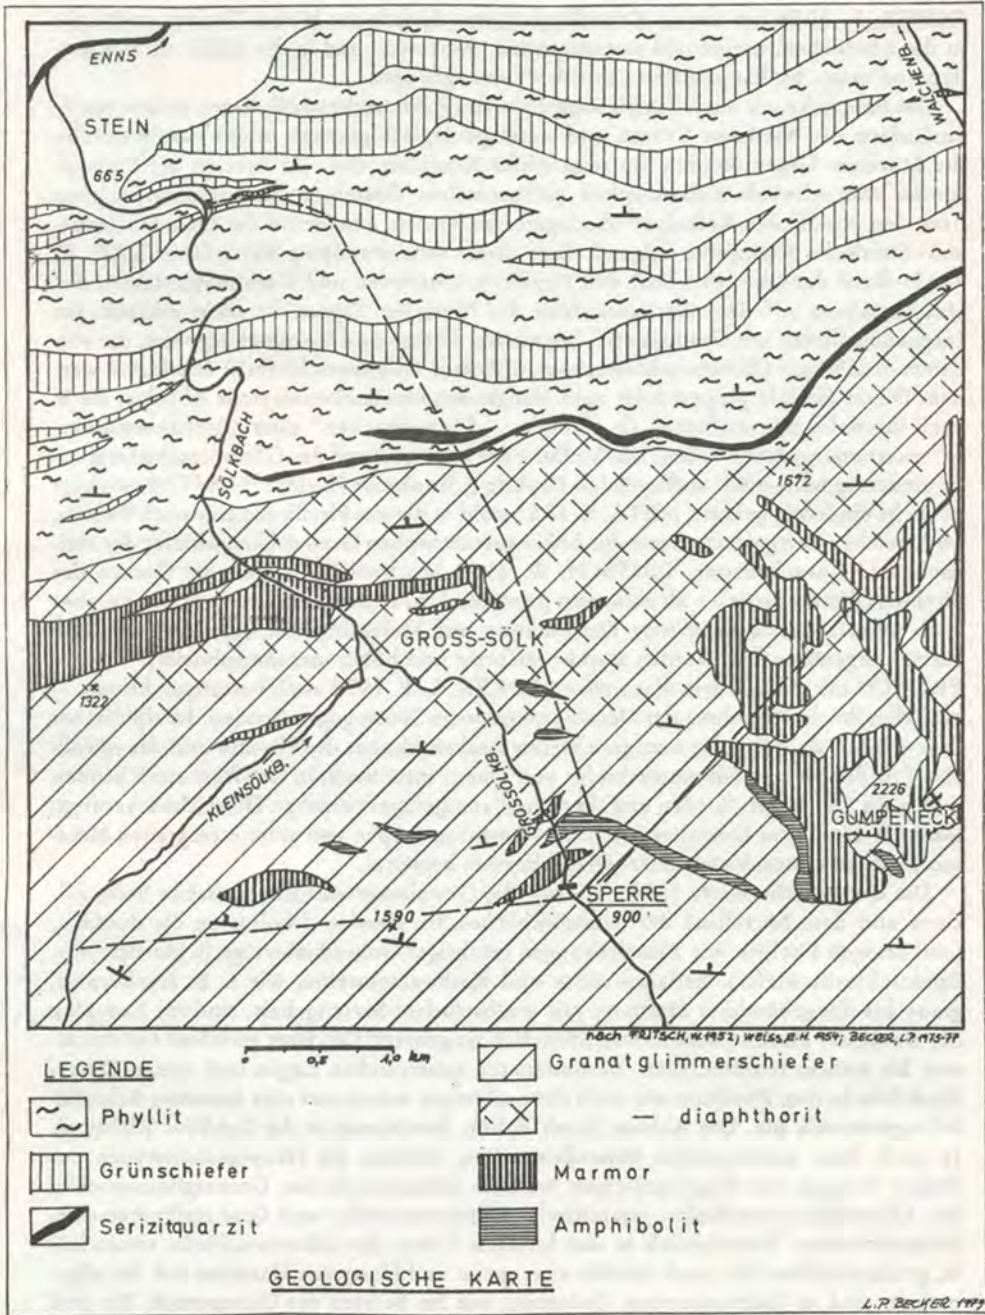 ENNS
STEIN
665
WALCHENB.
SÖLKBACH
1672
GROSS-SÖLK
1322
KLEINSÖLKB.
GROSSÖLKB.
2226
GUMPENECK
SPERRE
900
1590
nach FRITSCH, W. 1952; WEISS, E.H. 1954; BECKER, L.P. 1973-77
0 0,5 1,0 km
LEGENDE
Phyllit
Grünschiefer
Serizitquarzit
Granatglimmerschiefer
— diaphthorit
Marmor
Amphibolit
GEOLOGISCHE KARTE
L.P. BECKER 1979